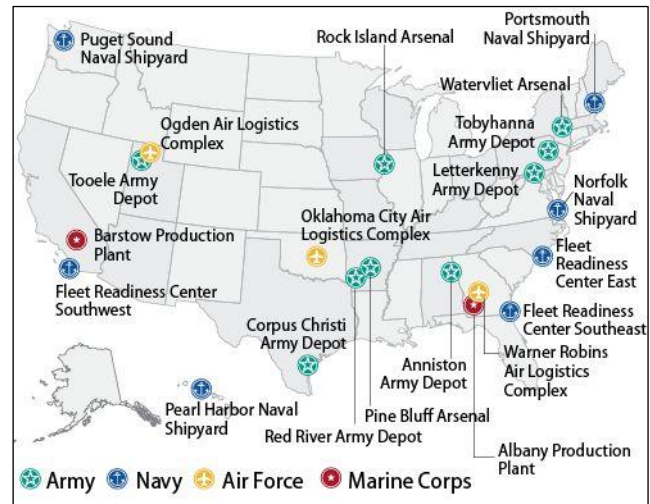 Puget Sound
Naval Shipyard
Rock Island Arsenal
Portsmouth
Naval Shipyard
Watervliet Arsenal
Ogden Air Logistics
Complex
Tobyhanna
Army Depot
Tooele Army
Depot
Letterkenny
Army Depot
Norfolk
Naval
Shipyard
Barstow Production
Plant
Oklahoma City Air
Logistics Complex
Fleet
Readiness
Center East
Fleet Readiness Center
Southwest
Corpus Christi
Army Depot
Fleet Readiness
Center Southeast
Anniston
Army Depot
Warner Robins
Air Logistics
Complex
Pearl Harbor Naval
Shipyard
Pine Bluff Arsenal
Red River Army Depot
Albany Production
Plant
Army
Navy
Air Force
Marine Corps